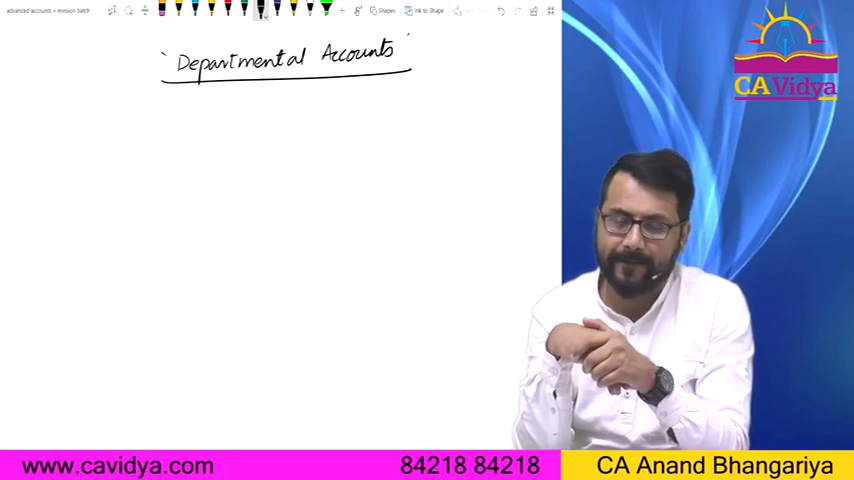 advanced accounts + revision batch
Shapes
Ink to Shape
CA Vidya
' Departmental Accounts '
www.cavidya.com
84218 84218
CA Anand Bhangariya